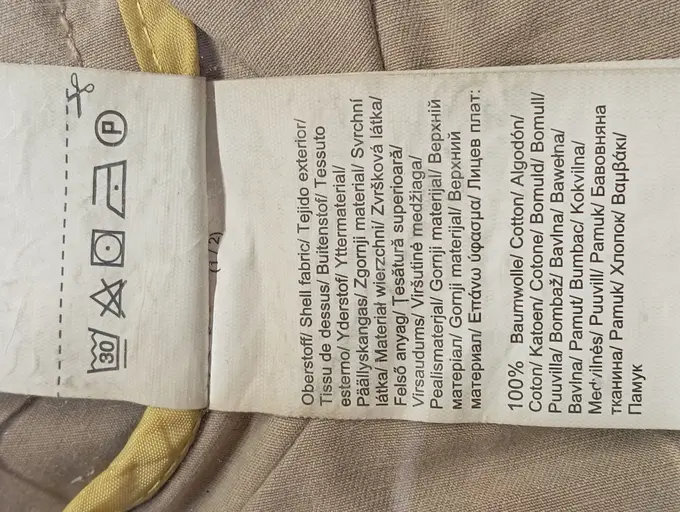 30
P
(1 / 2)
Oberstoff/ Shell fabric/ Tejido exterior/
Tissu de dessus/ Buitenstof/ Tessuto
esterno/ Yderstof/ Yttermaterial/
Päällyskangas/ Zgornji material/ Svrchní
látka/ Materiał wierzchni/ Zvršková látka/
Felső anyag/ Țesătură superioară/
Virsaudums/ Viršutinė medžiaga/
Pealismaterjal/ Gornji materijal/ Верхній
матеріал/ Gornji materijal/ Верхний
материал/ Επάνω ύφασμα/ Лицев плат:
100% Baumwolle/ Cotton/ Algodón/
Coton/ Katoen/ Cotone/ Bomuld/ Bomull/
Puuvilla/ Bombaž/ Bavlna/ Bawełna/
Bavlna/ Pamut/ Bumbac/ Kokvilna/
Medvilnės/ Puuvill/ Pamuk/ Бавовняна
тканина/ Pamuk/ Хлопок/ Βαμβάκι/
Памук